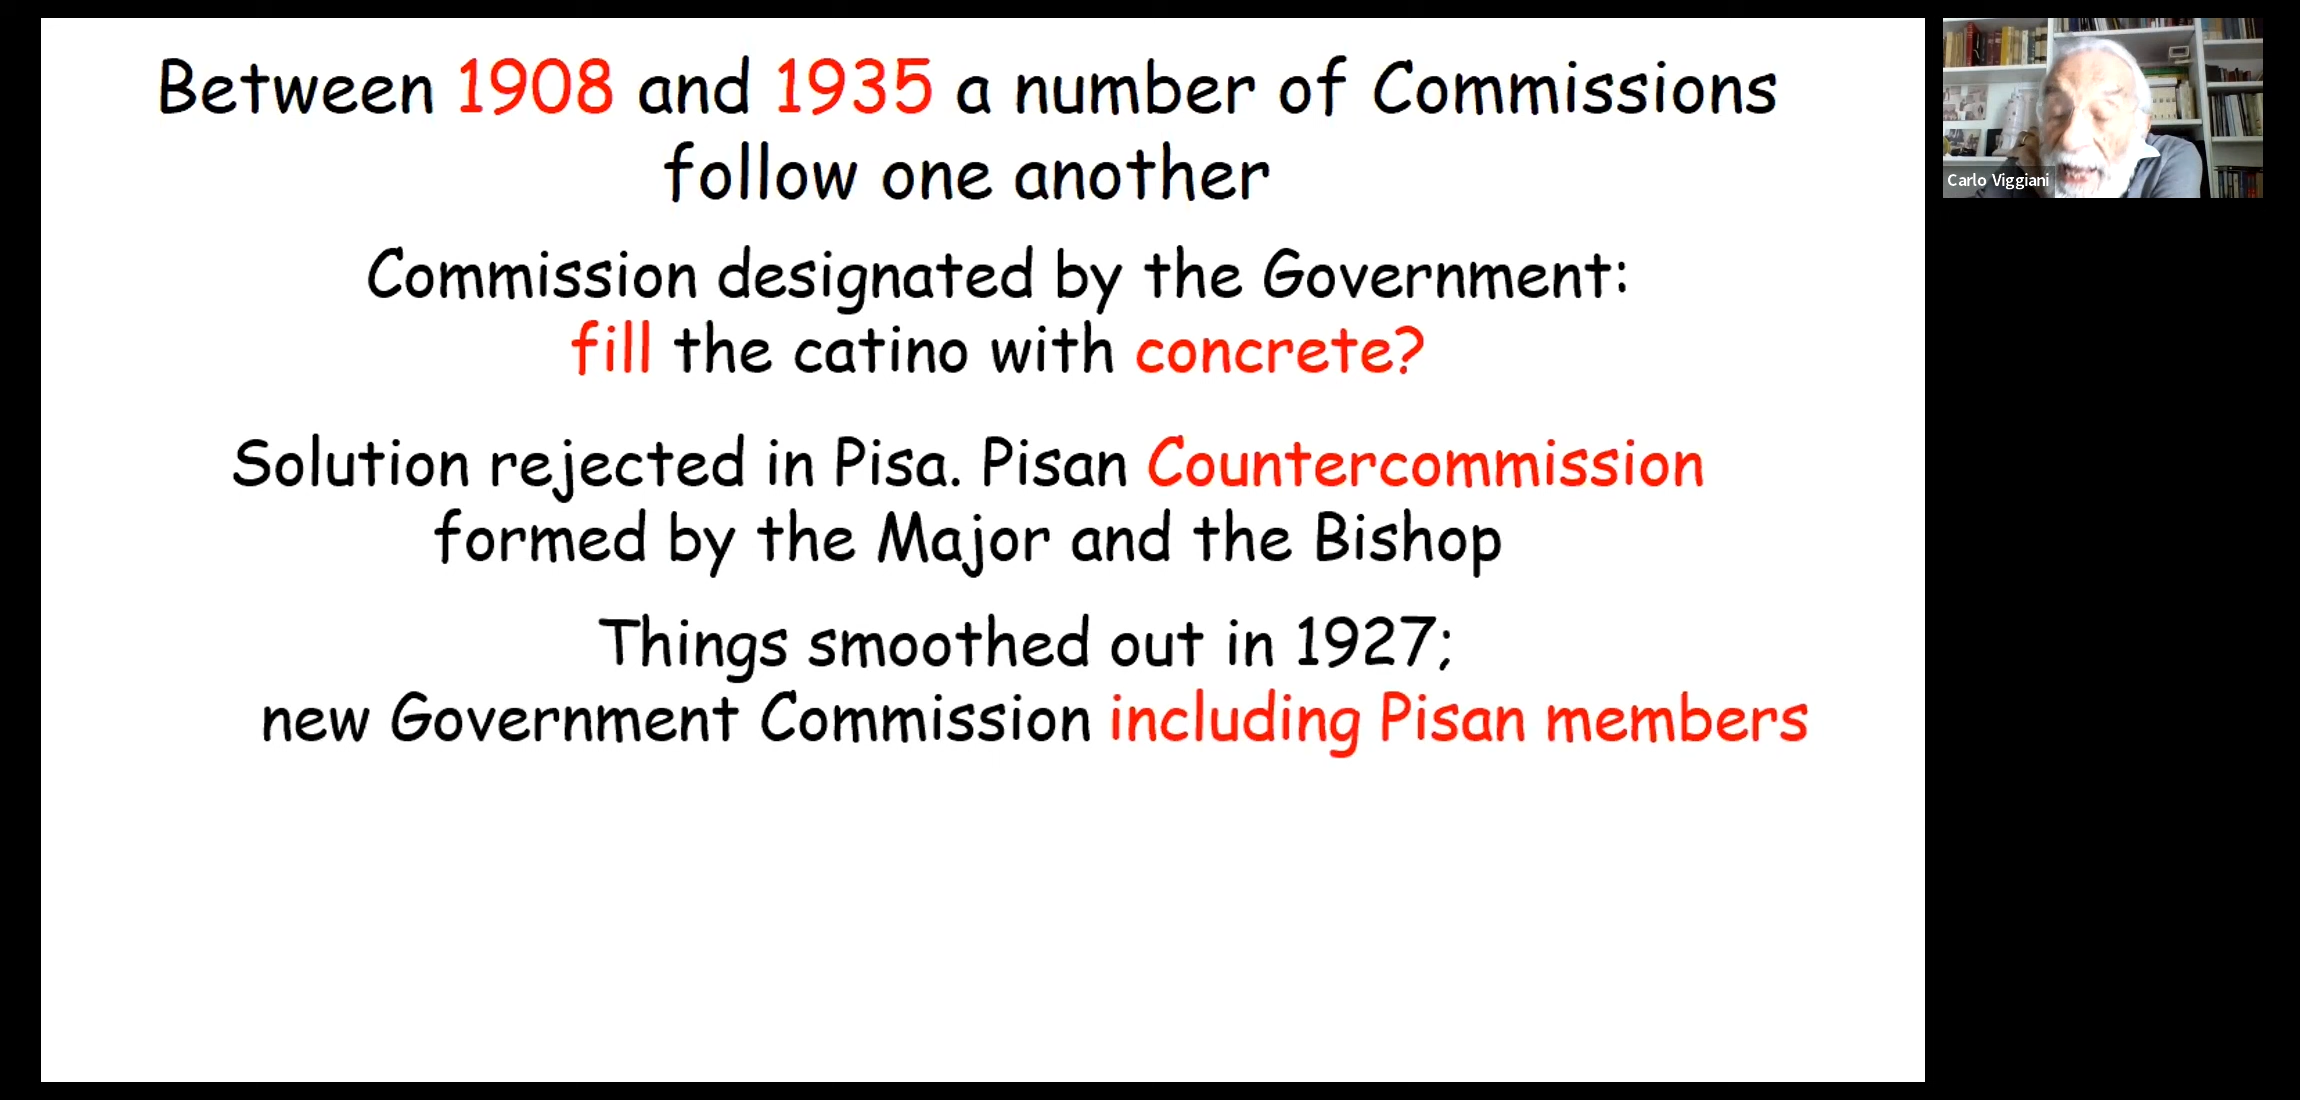 Between 1908 and 1935 a number of Commissions
follow one another
Commission designated by the Government:
fill the catino with concrete?
Solution rejected in Pisa. Pisan Countercommission
formed by the Major and the Bishop
Things smoothed out in 1927;
new Government Commission including Pisan members
Carlo Viggiani